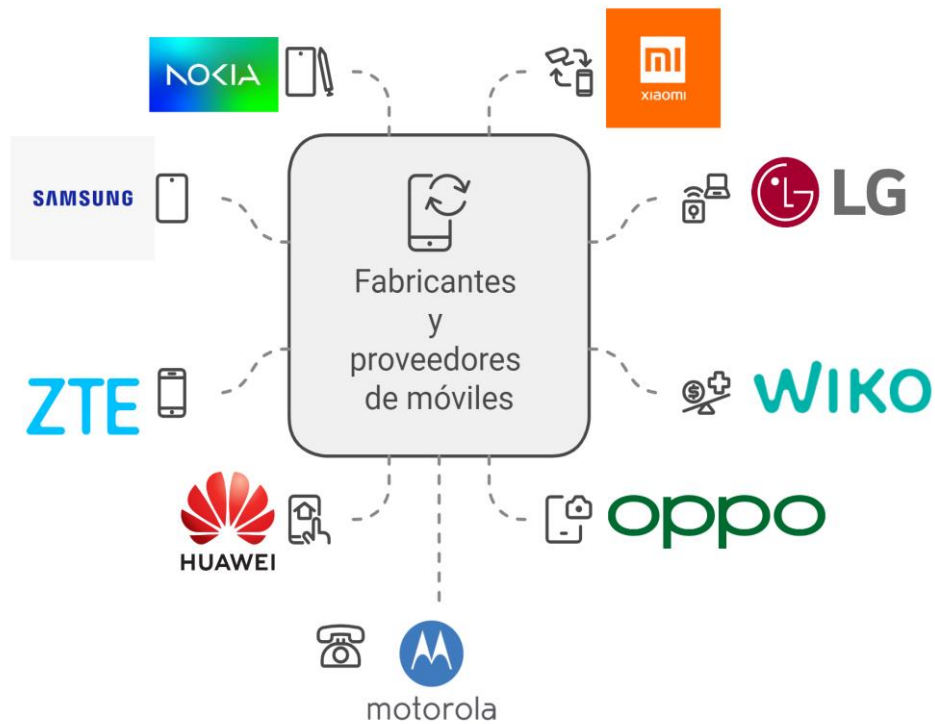 NOKIA
mi
xiaomi
SAMSUNG
LG
Fabricantes
y
proveedores
de móviles
ZTE
WIKO
HUAWEI
oppo
motorola